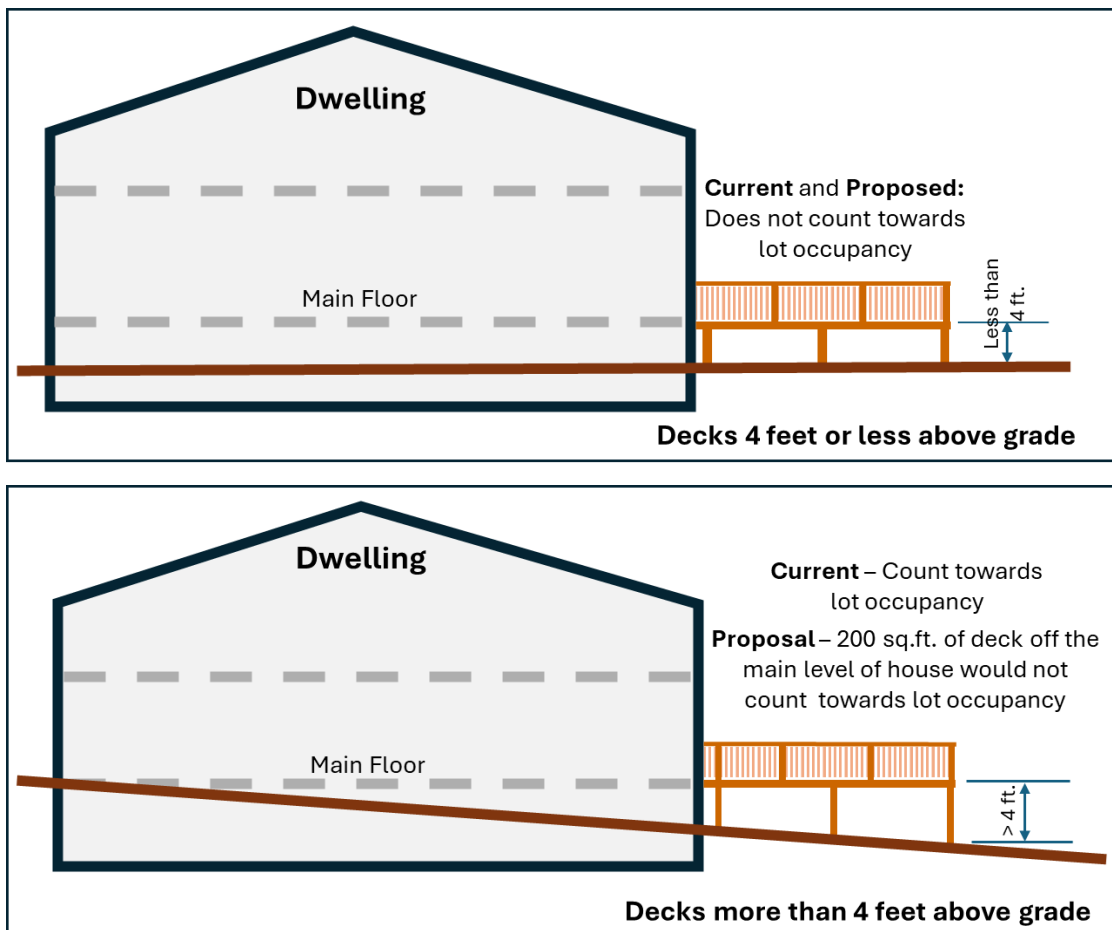 Dwelling
Current and Proposed:
Does not count towards
lot occupancy
Main Floor
Less than
4 ft.
Decks 4 feet or less above grade
Dwelling
Current – Count towards
lot occupancy
Proposal – 200 sq.ft. of deck off the
main level of house would not
count towards lot occupancy
Main Floor
> 4 ft.
Decks more than 4 feet above grade